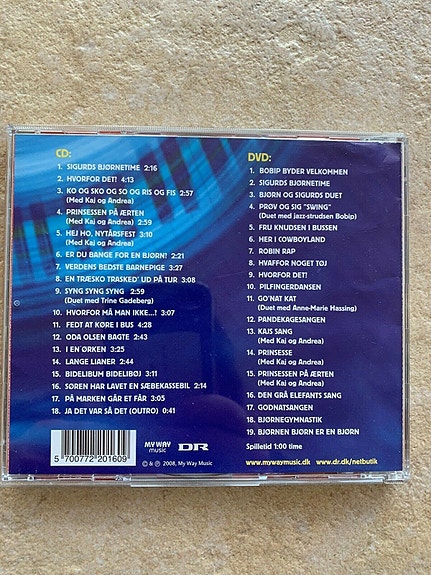 CD:
1. SIGURDS BJØRNETIME 2:16
2. HVORFOR DET? 4:13
3. KO OG SKO OG SO OG RIS OG FIS 2:57
(Med Kaj og Andrea)
4. PRINSESSEN PÅ ÆRTEN
(Med Kaj og Andrea) 2:59
5. HEJ HO, NYTÅRSFEST 3:10
(Med Kaj og Andrea)
6. ER DU BANGE FOR EN BJØRN? 2:21
7. VERDENS BEDSTE BARNEPIGE 3:27
8. EN TRÆSKO TRASKED' UD PÅ TUR 3:08
9. SYNG SYNG SYNG 2:59
(Duet med Trine Gadeberg)
10. HVORFOR MÅ MAN IKKE...? 3:07
11. FEDT AT KØRE I BUS 4:28
12. ODA OLSEN BAGTE 2:43
13. I EN ØRKEN 3:25
14. LANGE LIANER 2:44
15. BIDELIBUM BIDELIBØJ 3:11
16. SØREN HAR LAVET EN SÆBEKASSEBIL 2:14
17. PÅ MARKEN GÅR ET FÅR 3:05
18. JA DET VAR SÅ DET (OUTRO) 0:41
5 700772 201609
MY WAY
music
DR
© & ℗ 2008, My Way Music
DVD:
1. BOBIP BYDER VELKOMMEN
2. SIGURDS BJØRNETIME
3. BJØRN OG SIGURDS DUET
4. PRØV OG SIG "SWING"
(Duet med jazz-strudsen Bobip)
5. FRU KNUDSEN I BUSSEN
6. HER I COWBOYLAND
7. ROBIN RAP
8. HVAFFOR NOGET TØJ
9. HVORFOR DET?
10. PILFINGERDANSEN
11. GO'NAT KAT
(Duet med Anne-Marie Hassing)
12. PANDEKAGESANGEN
13. KAJS SANG
(Med Kaj og Andrea)
14. PRINSESSE
(Med Kaj og Andrea)
15. PRINSESSEN PÅ ÆRTEN
(Med Kaj og Andrea)
16. DEN GRÅ ELEFANTS SANG
17. GODNATSANGEN
18. BJØRNEGYMNASTIK
19. BJØRNEN BJØRN ER EN BJØRN
Spilletid 1:00 time
www.mywaymusic.dk www.dr.dk/netbutik